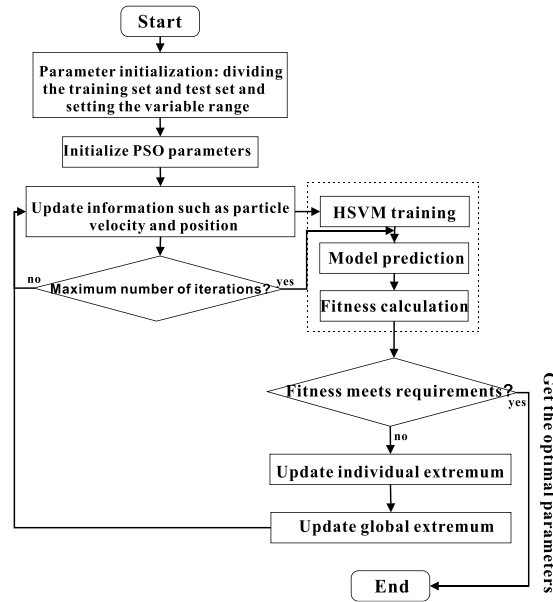 Start
Parameter initialization: dividing
the training set and test set and
setting the variable range
Initialize PSO parameters
Update information such as particle
velocity and position
HSVM training
Model prediction
Fitness calculation
no
Maximum number of iterations?
yes
Fitness meets requirements?
yes
no
Update individual extremum
Update global extremum
End
Get the optimal parameters